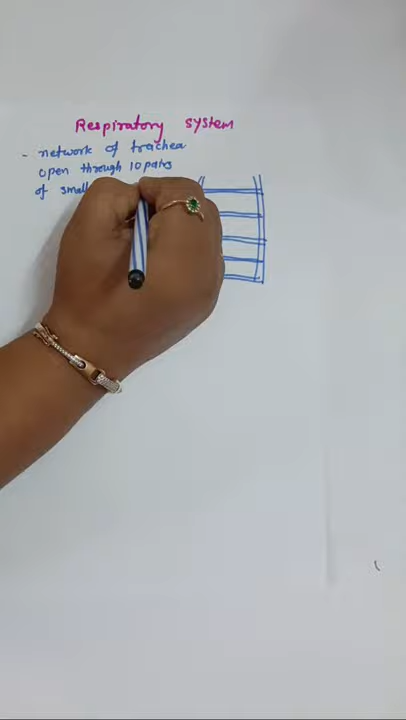 Respiratory system
- network of trachea
open through 10 pairs
of small